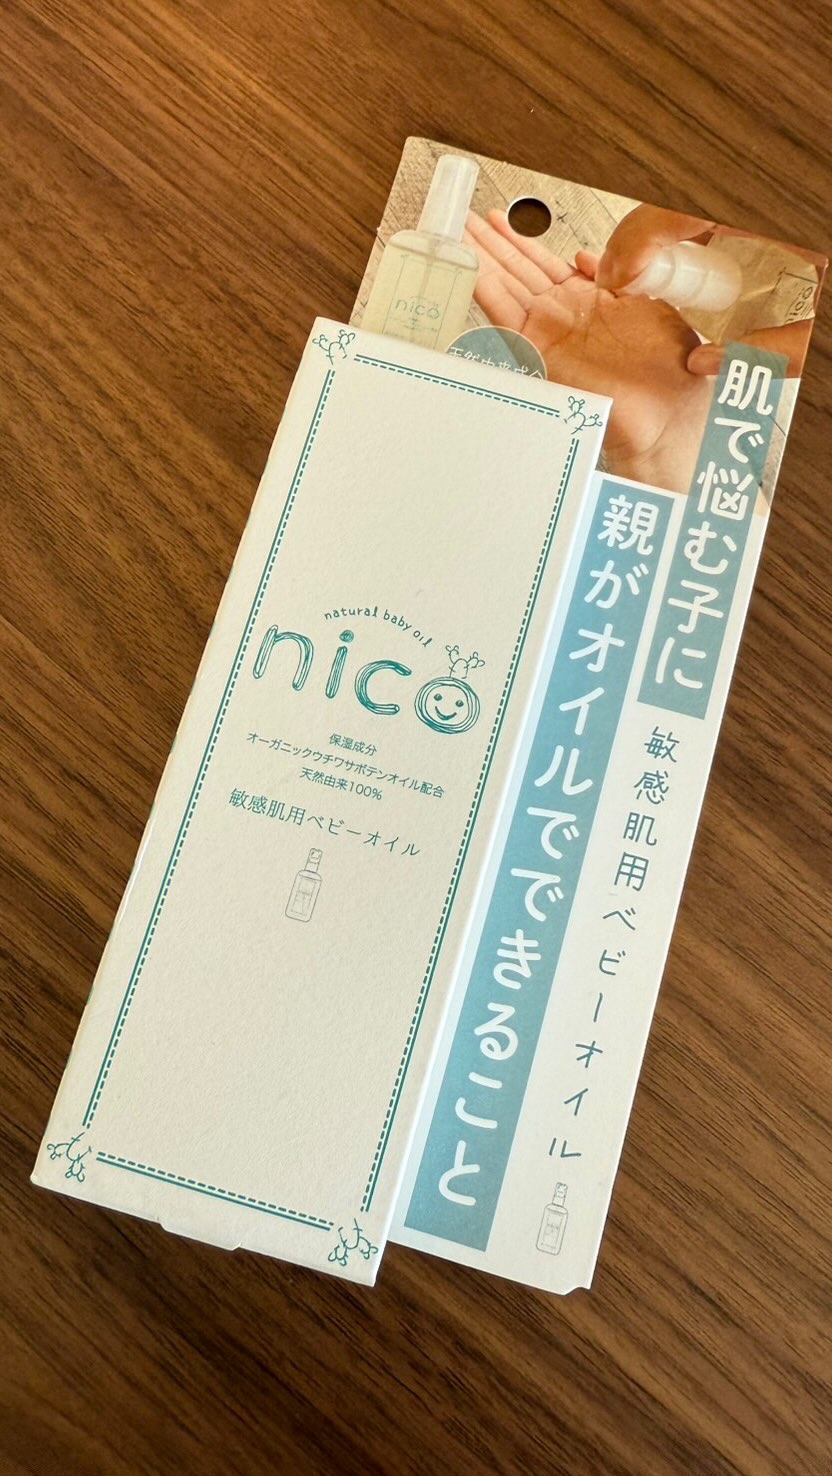 natural baby oil
nico
保湿成分
オーガニックウチワサボテンオイル配合
天然由来100%
敏感肌用ベビーオイル
nico
肌で悩む子に
親がオイルでできること
敏感肌用ベビーオイル